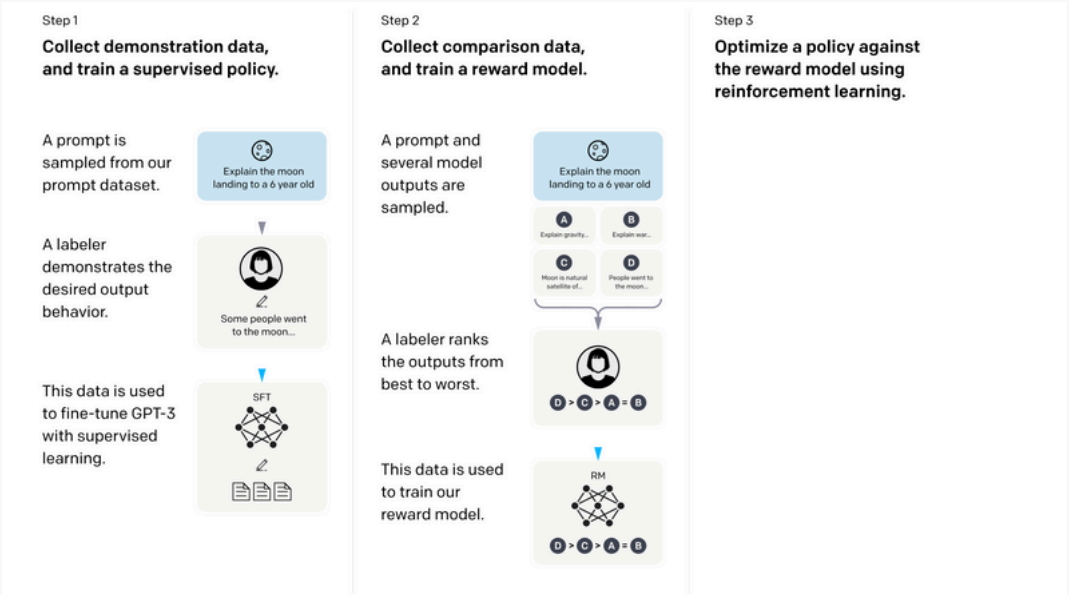 Step 1
Collect demonstration data,
and train a supervised policy.
A prompt is
sampled from our
prompt dataset.
Explain the moon
landing to a 6 year old
A labeler
demonstrates the
desired output
behavior.
Some people went
to the moon...
This data is used
to fine-tune GPT-3
with supervised
learning.
SFT
Step 2
Collect comparison data,
and train a reward model.
A prompt and
several model
outputs are
sampled.
Explain the moon
landing to a 6 year old
A
Explain gravity...
B
Explain war...
C
Moon is natural
satellite of...
D
People went to
the moon...
A labeler ranks
the outputs from
best to worst.
D > C > A = B
This data is used
to train our
reward model.
RM
D > C > A = B
Step 3
Optimize a policy against
the reward model using
reinforcement learning.